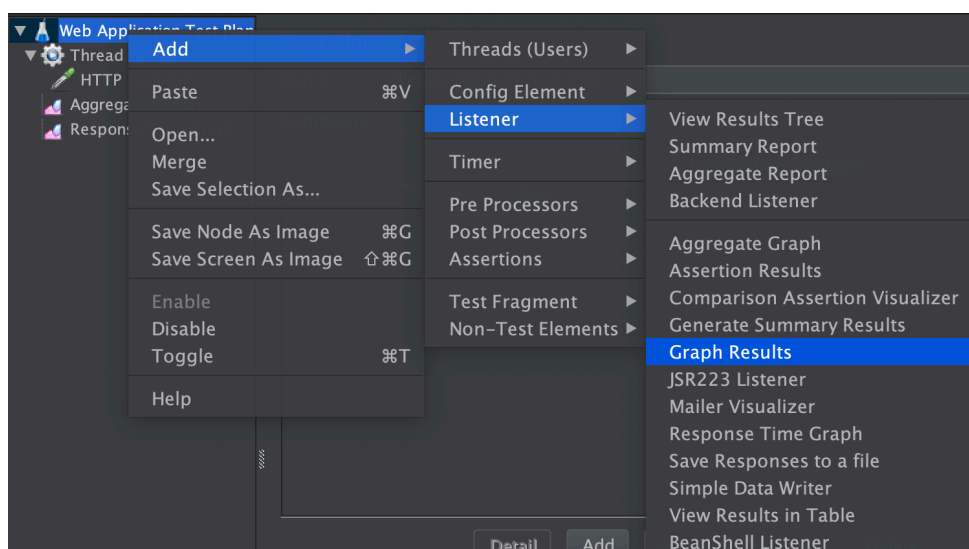 Web Application Test Plan
Thread
HTTP
Aggrega
Respons
Add
Paste ⌘V
Open...
Merge
Save Selection As...
Save Node As Image ⌘G
Save Screen As Image ⇧⌘G
Enable
Disable
Toggle ⌘T
Help
Threads (Users)
Config Element
Listener
Timer
Pre Processors
Post Processors
Assertions
Test Fragment
Non-Test Elements
View Results Tree
Summary Report
Aggregate Report
Backend Listener
Aggregate Graph
Assertion Results
Comparison Assertion Visualizer
Generate Summary Results
Graph Results
JSR223 Listener
Mailer Visualizer
Response Time Graph
Save Responses to a file
Simple Data Writer
View Results in Table
BeanShell Listener
Detail
Add